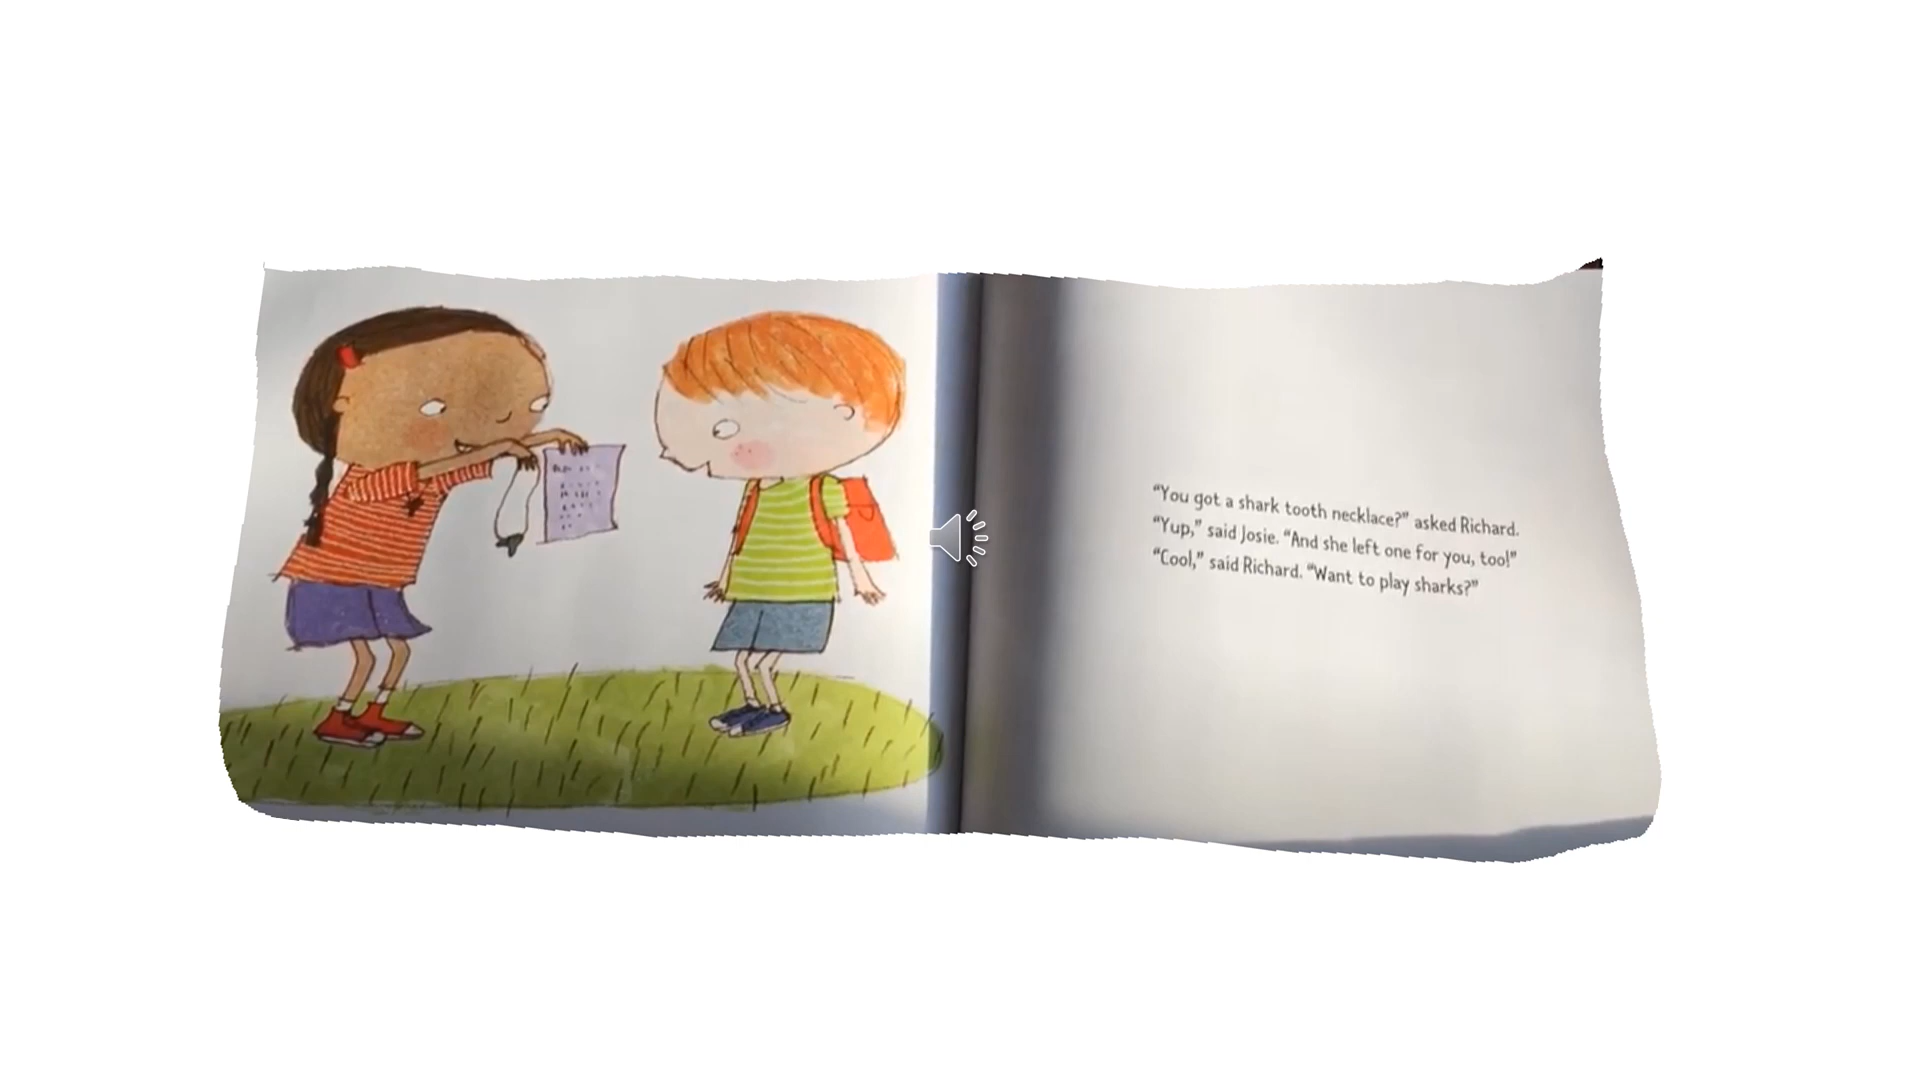 “You got a shark tooth necklace?” asked Richard.
“Yup,” said Josie. “And she left one for you, too!”
“Cool,” said Richard. “Want to play sharks?”